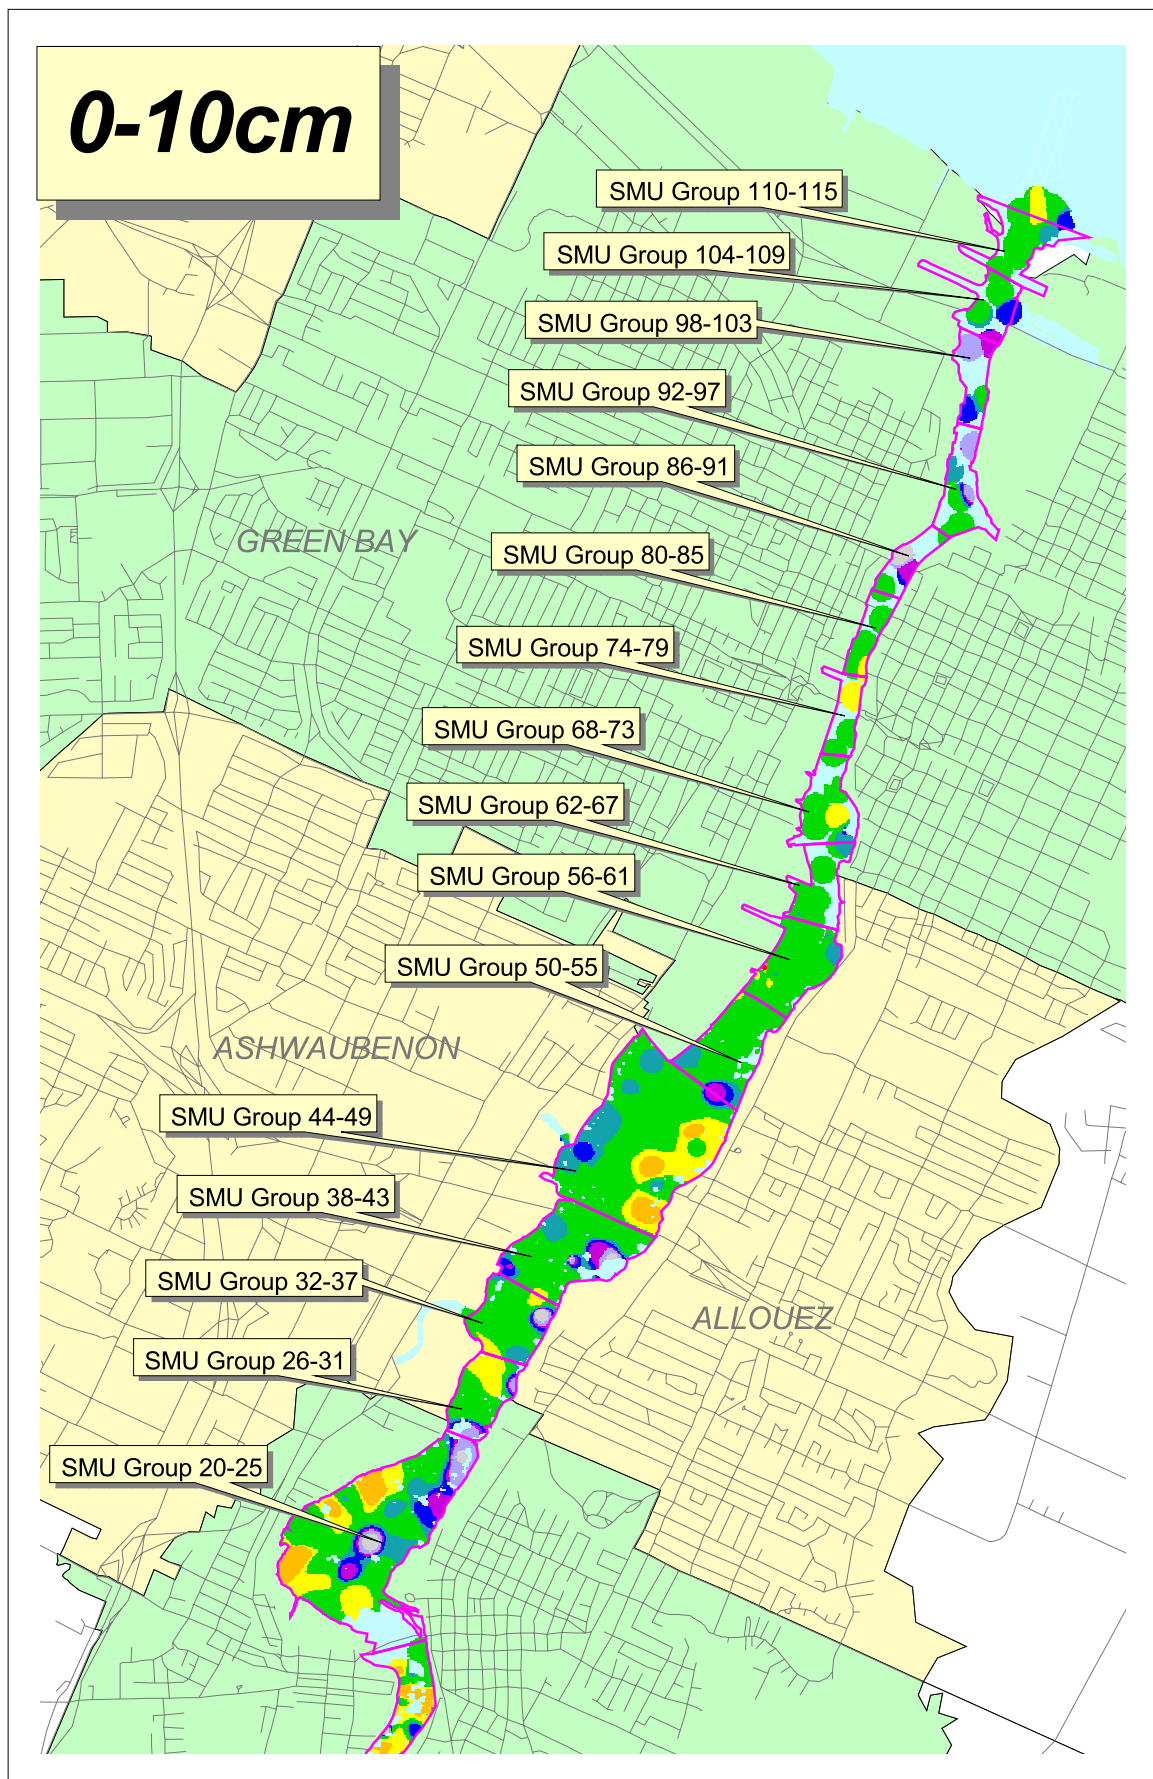 0-10cm
SMU Group 110-115
SMU Group 104-109
SMU Group 98-103
SMU Group 92-97
SMU Group 86-91
GREEN BAY
SMU Group 80-85
SMU Group 74-79
SMU Group 68-73
SMU Group 62-67
SMU Group 56-61
SMU Group 50-55
ASHWAUBENON
SMU Group 44-49
SMU Group 38-43
SMU Group 32-37
ALLOUEZ
SMU Group 26-31
SMU Group 20-25